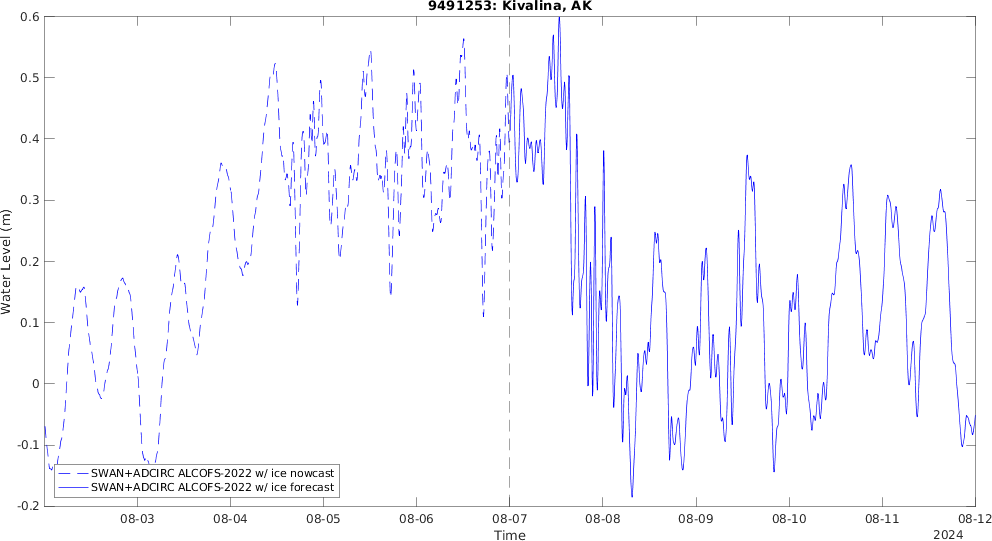 9491253: Kivalina, AK
0.6
0.5
0.4
0.3
0.2
0.1
0
-0.1
-0.2
Water Level (m)
SWAN+ADCIRC ALCOFS-2022 w/ ice nowcast
SWAN+ADCIRC ALCOFS-2022 w/ ice forecast
08-03 08-04 08-05 08-06 08-07 08-08 08-09 08-10 08-11 08-12
Time
2024